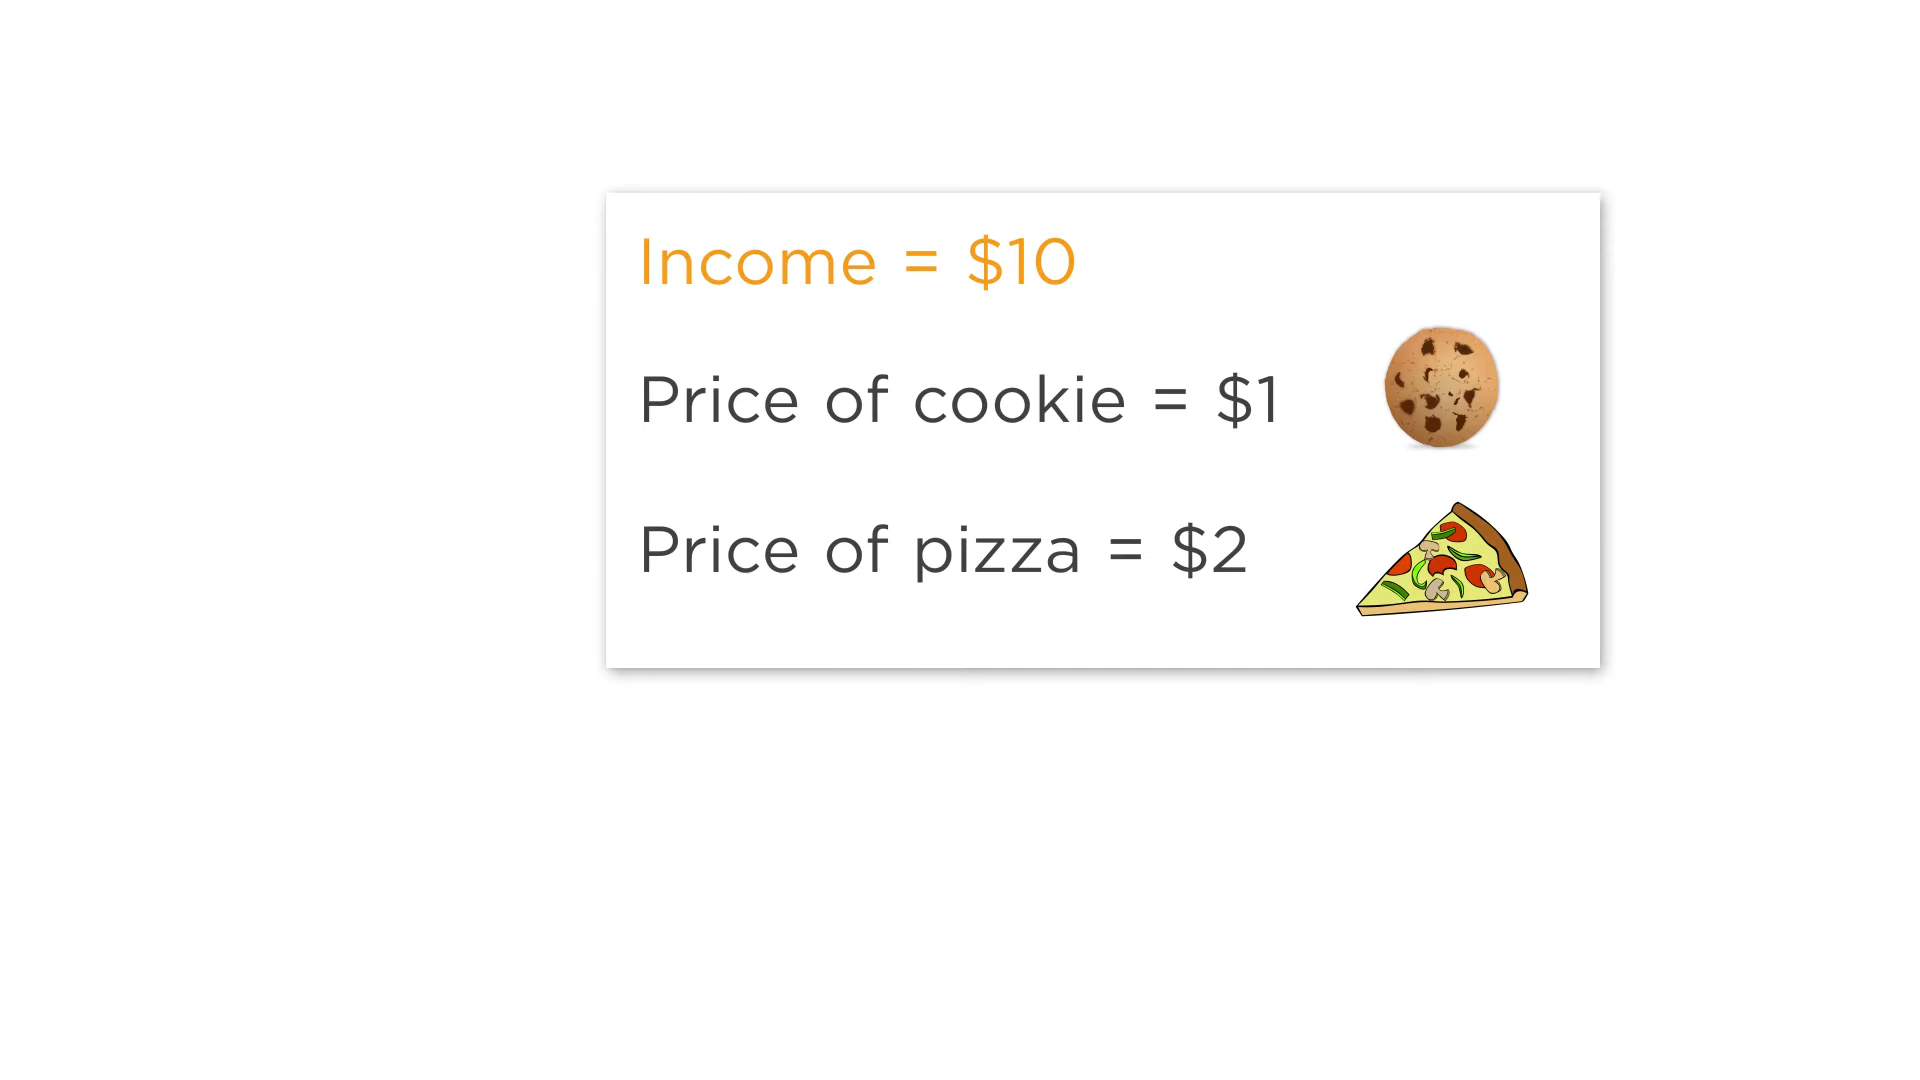 Income = $10
Price of cookie = $1
Price of pizza = $2